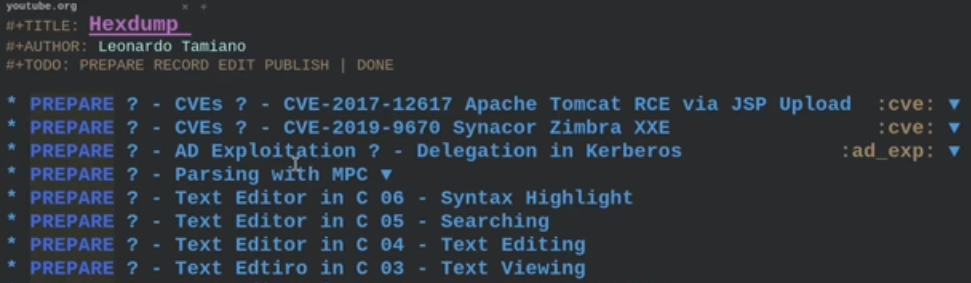 youtube.org × +
#+TITLE: Hexdump
#+AUTHOR: Leonardo Tamiano
#+TODO: PREPARE RECORD EDIT PUBLISH | DONE
* PREPARE ? - CVEs ? - CVE-2017-12617 Apache Tomcat RCE via JSP Upload :cve: ▼
* PREPARE ? - CVEs ? - CVE-2019-9670 Synacor Zimbra XXE :cve: ▼
* PREPARE ? - AD Exploitation ? - Delegation in Kerberos :ad_exp: ▼
* PREPARE ? - Parsing with MPC ▼
* PREPARE ? - Text Editor in C 06 - Syntax Highlight
* PREPARE ? - Text Editor in C 05 - Searching
* PREPARE ? - Text Editor in C 04 - Text Editing
* PREPARE ? - Text Edtiro in C 03 - Text Viewing